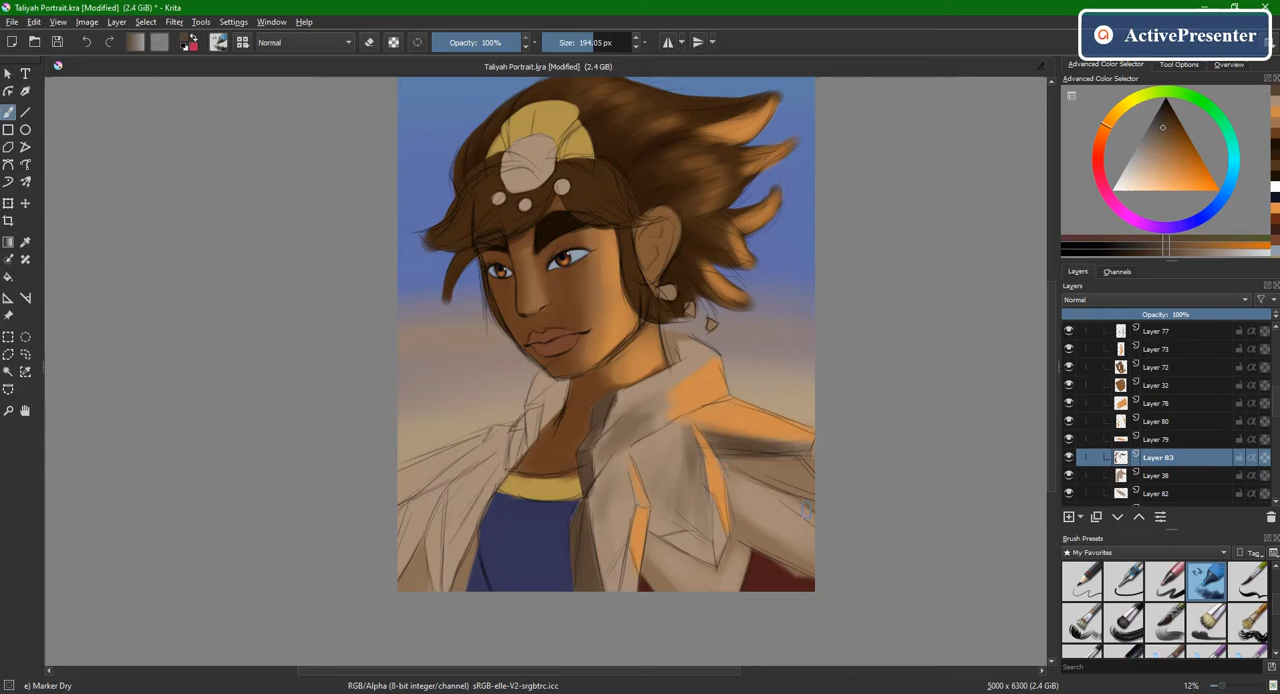 Taliyah Portrait.kra [Modified] (2.4 GiB) * - Krita
File Edit View Image Layer Select Filter Tools Settings Window Help
ActivePresenter
Normal
Opacity: 100%
Size: 194.05 px
Taliyah Portrait.kra [Modified] (2.4 GiB)
Advanced Color Selector Tool Options Overview
Advanced Color Selector
Layers Channels
Layers
Normal
Opacity: 100%
Layer 77
Layer 73
Layer 72
Layer 32
Layer 78
Layer 80
Layer 79
Layer 83
Layer 38
Layer 82
Brush Presets
My Favorites
Tag
Search
e) Marker Dry
RGB/Alpha (8-bit integer/channel) sRGB-elle-V2-srgbtrc.icc
5000 x 6300 (2.4 GiB)
12%